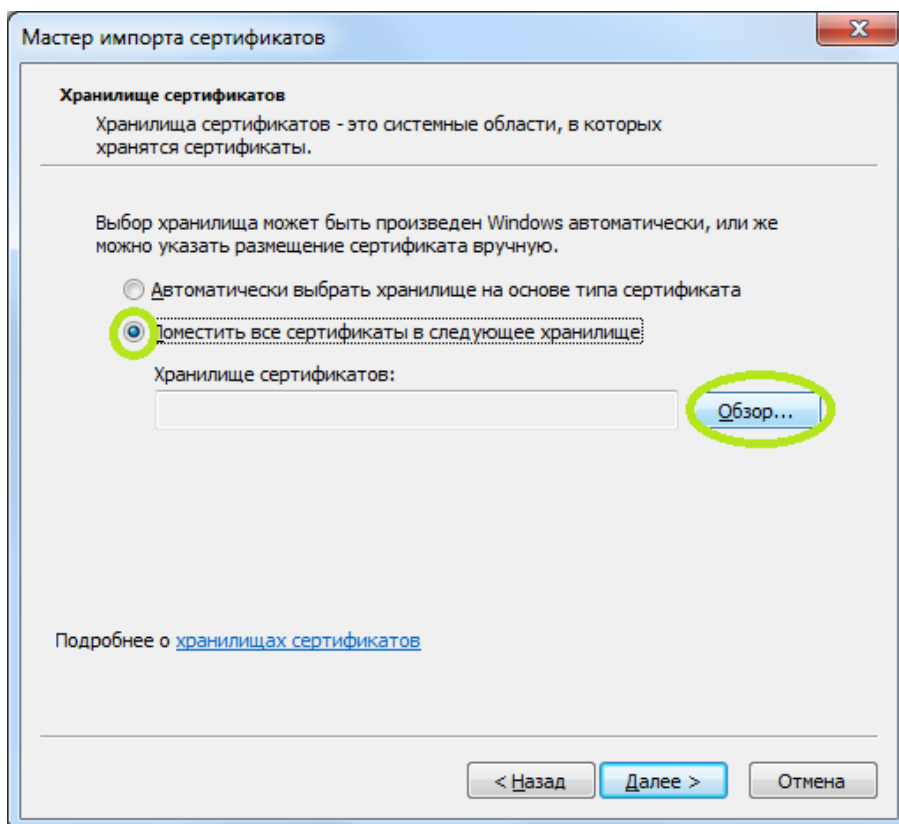 Мастер импорта сертификатов
Хранилище сертификатов
Хранилища сертификатов - это системные области, в которых
хранятся сертификаты.
Выбор хранилища может быть произведен Windows автоматически, или же
можно указать размещение сертификата вручную.
Автоматически выбрать хранилище на основе типа сертификата
Поместить все сертификаты в следующее хранилище
Хранилище сертификатов:
Обзор...
Подробнее о хранилищах сертификатов
< Назад Далее > Отмена